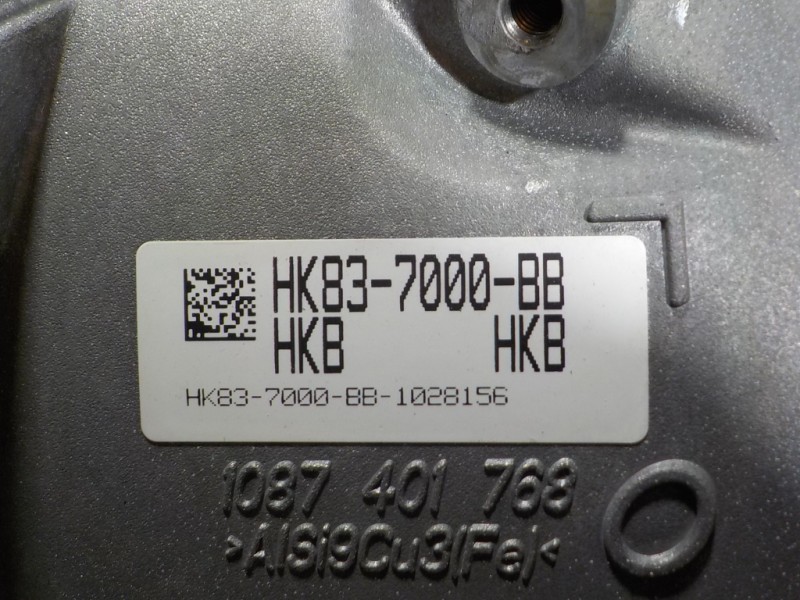 HK83-7000-BB
HKB HKB
HK83-7000-BB-1028156
1087 401 768
>AlSi9Cu3(Fe)<